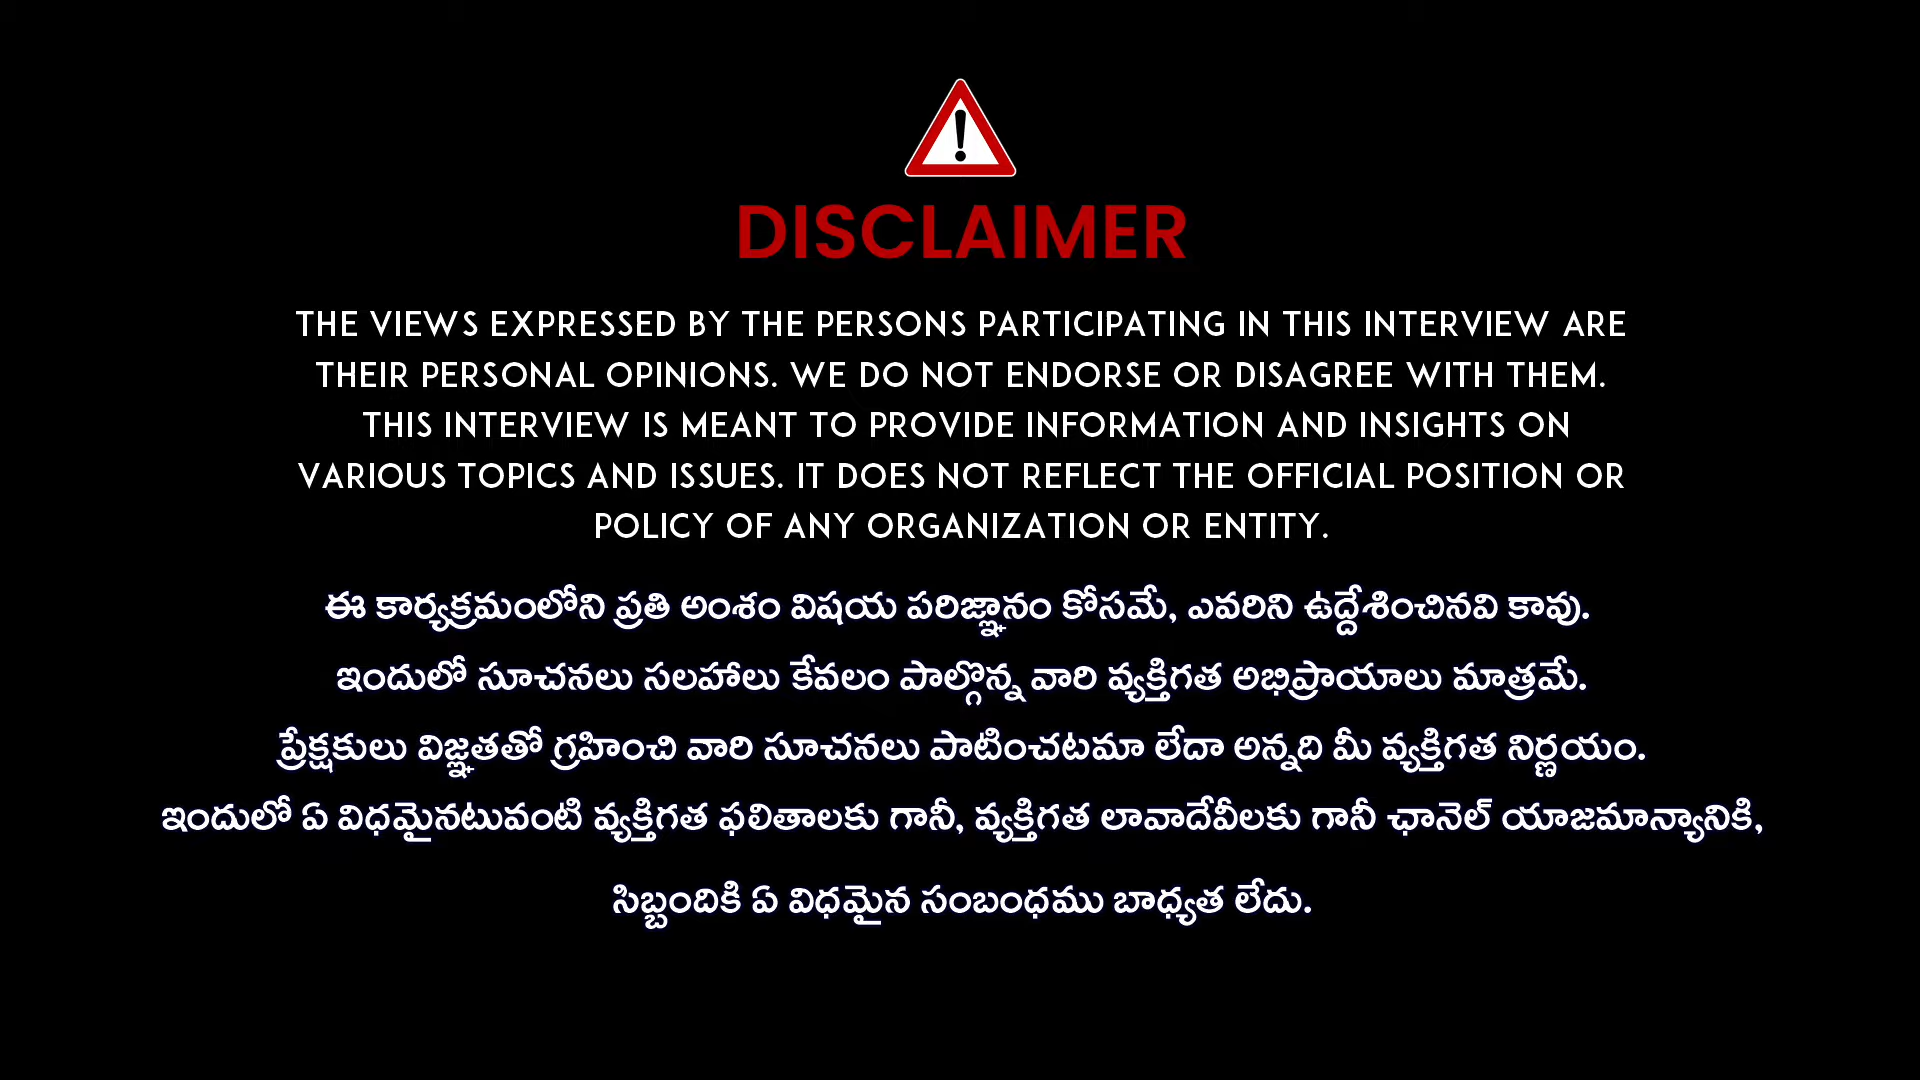 DISCLAIMER
THE VIEWS EXPRESSED BY THE PERSONS PARTICIPATING IN THIS INTERVIEW ARE
THEIR PERSONAL OPINIONS. WE DO NOT ENDORSE OR DISAGREE WITH THEM.
THIS INTERVIEW IS MEANT TO PROVIDE INFORMATION AND INSIGHTS ON
VARIOUS TOPICS AND ISSUES. IT DOES NOT REFLECT THE OFFICIAL POSITION OR
POLICY OF ANY ORGANIZATION OR ENTITY.
ఈ కార్యక్రమంలోని ప్రతి అంశం విషయ పరిజ్ఞానం కోసమే, ఎవరిని ఉద్దేశించినవి కావు.
ఇందులో సూచనలు సలహాలు కేవలం పాల్గొన్న వారి వ్యక్తిగత అభిప్రాయాలు మాత్రమే.
ప్రేక్షకులు విజ్ఞతతో గ్రహించి వారి సూచనలు పాటించటమా లేదా అన్నది మీ వ్యక్తిగత నిర్ణయం.
ఇందులో ఏ విధమైనటువంటి వ్యక్తిగత ఫలితాలకు గానీ, వ్యక్తిగత లావాదేవీలకు గానీ ఛానెల్ యాజమాన్యానికి,
సిబ్బందికి ఏ విధమైన సంబంధము బాధ్యత లేదు.